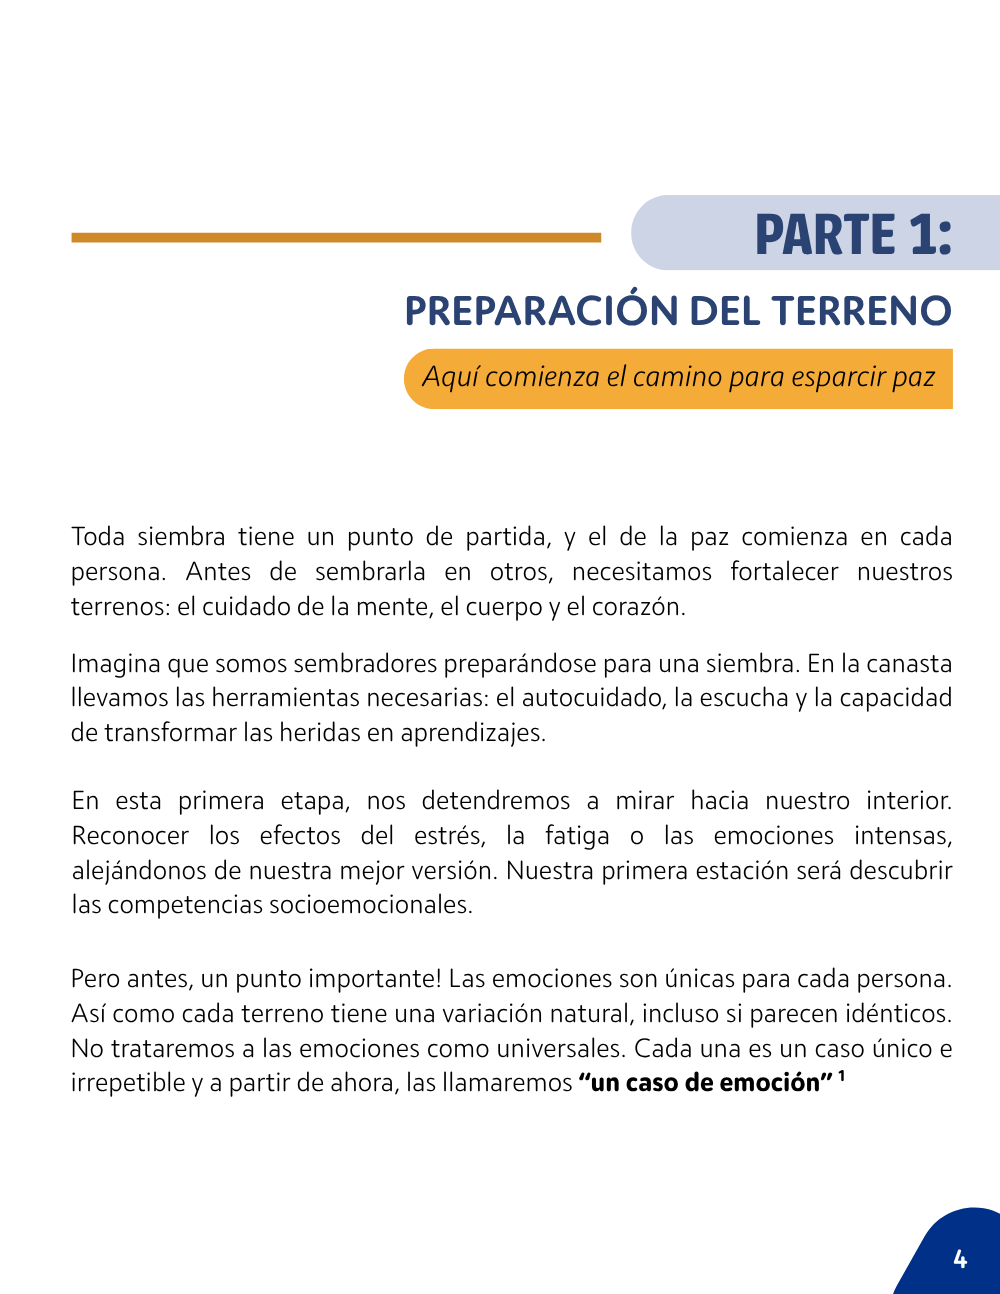 PARTE 1:
PREPARACIÓN DEL TERRENO
Aquí comienza el camino para esparcir paz
Toda siembra tiene un punto de partida, y el de la paz comienza en cada
persona. Antes de sembrarla en otros, necesitamos fortalecer nuestros
terrenos: el cuidado de la mente, el cuerpo y el corazón.
Imagina que somos sembradores preparándose para una siembra. En la canasta
llevamos las herramientas necesarias: el autocuidado, la escucha y la capacidad
de transformar las heridas en aprendizajes.
En esta primera etapa, nos detendremos a mirar hacia nuestro interior.
Reconocer los efectos del estrés, la fatiga o las emociones intensas,
alejándonos de nuestra mejor versión. Nuestra primera estación será descubrir
las competencias socioemocionales.
Pero antes, un punto importante! Las emociones son únicas para cada persona.
Así como cada terreno tiene una variación natural, incluso si parecen idénticos.
No trataremos a las emociones como universales. Cada una es un caso único e
irrepetible y a partir de ahora, las llamaremos “un caso de emoción” ¹
4